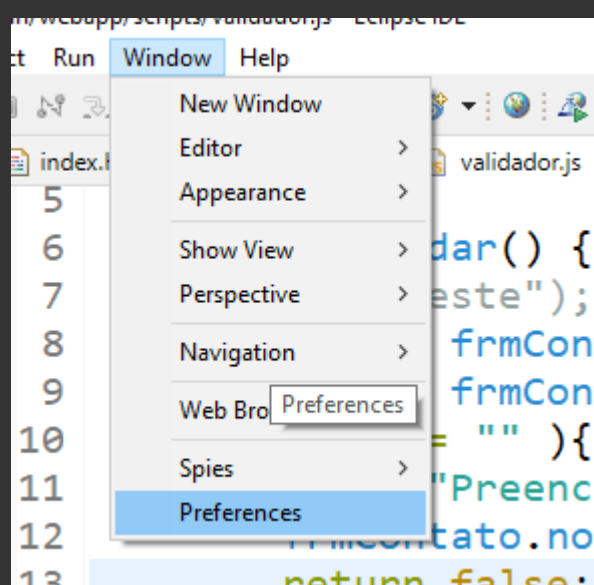 /webapp/scripts/validador.js - Eclipse IDE
ct Run Window Help
New Window
index.h
Editor
validador.js
Appearance
5
Show View
6 dar() {
Perspective
7 este");
Navigation
8 frmCon
Web Bro Preferences
9 frmCon
10 = "" ){
Spies
11 "Preenc
Preferences
12 frmContato.no
13 return false;